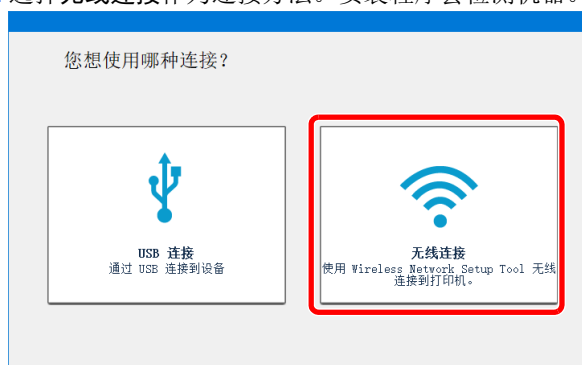 选择无线连接作为连接方法。安装程序会检测机器。
您想使用哪种连接？
USB 连接
通过 USB 连接到设备
无线连接
使用 Wireless Network Setup Tool 无线
连接到打印机。